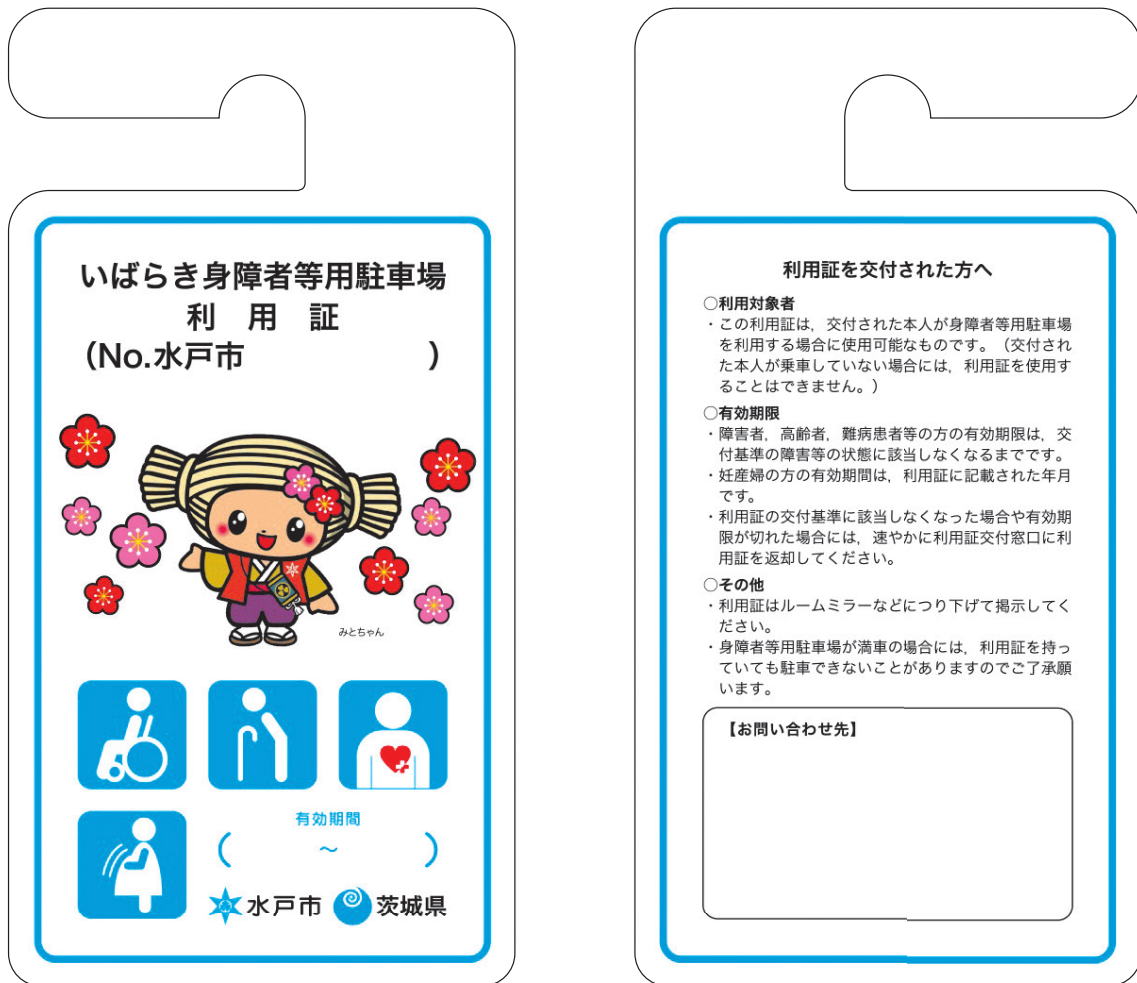 いばらき身障者等用駐車場
利 用 証
(No.水戸市 )
みとちゃん
有効期間
( ~ )
水戸市 茨城県
利用証を交付された方へ
○利用対象者
・この利用証は，交付された本人が身障者等用駐車場
を利用する場合に使用可能なものです。（交付され
た本人が乗車していない場合には，利用証を使用す
ることはできません。）
○有効期限
・障害者，高齢者，難病患者等の方の有効期限は，交
付基準の障害等の状態に該当しなくなるまでです。
・妊産婦の方の有効期間は，利用証に記載された年月
です。
・利用証の交付基準に該当しなくなった場合や有効期
限が切れた場合には，速やかに利用証交付窓口に利
用証を返却してください。
○その他
・利用証はルームミラーなどにつり下げて掲示してく
ださい。
・身障者等用駐車場が満車の場合には，利用証を持っ
ていても駐車できないことがありますのでご了承願
います。
【お問い合わせ先】